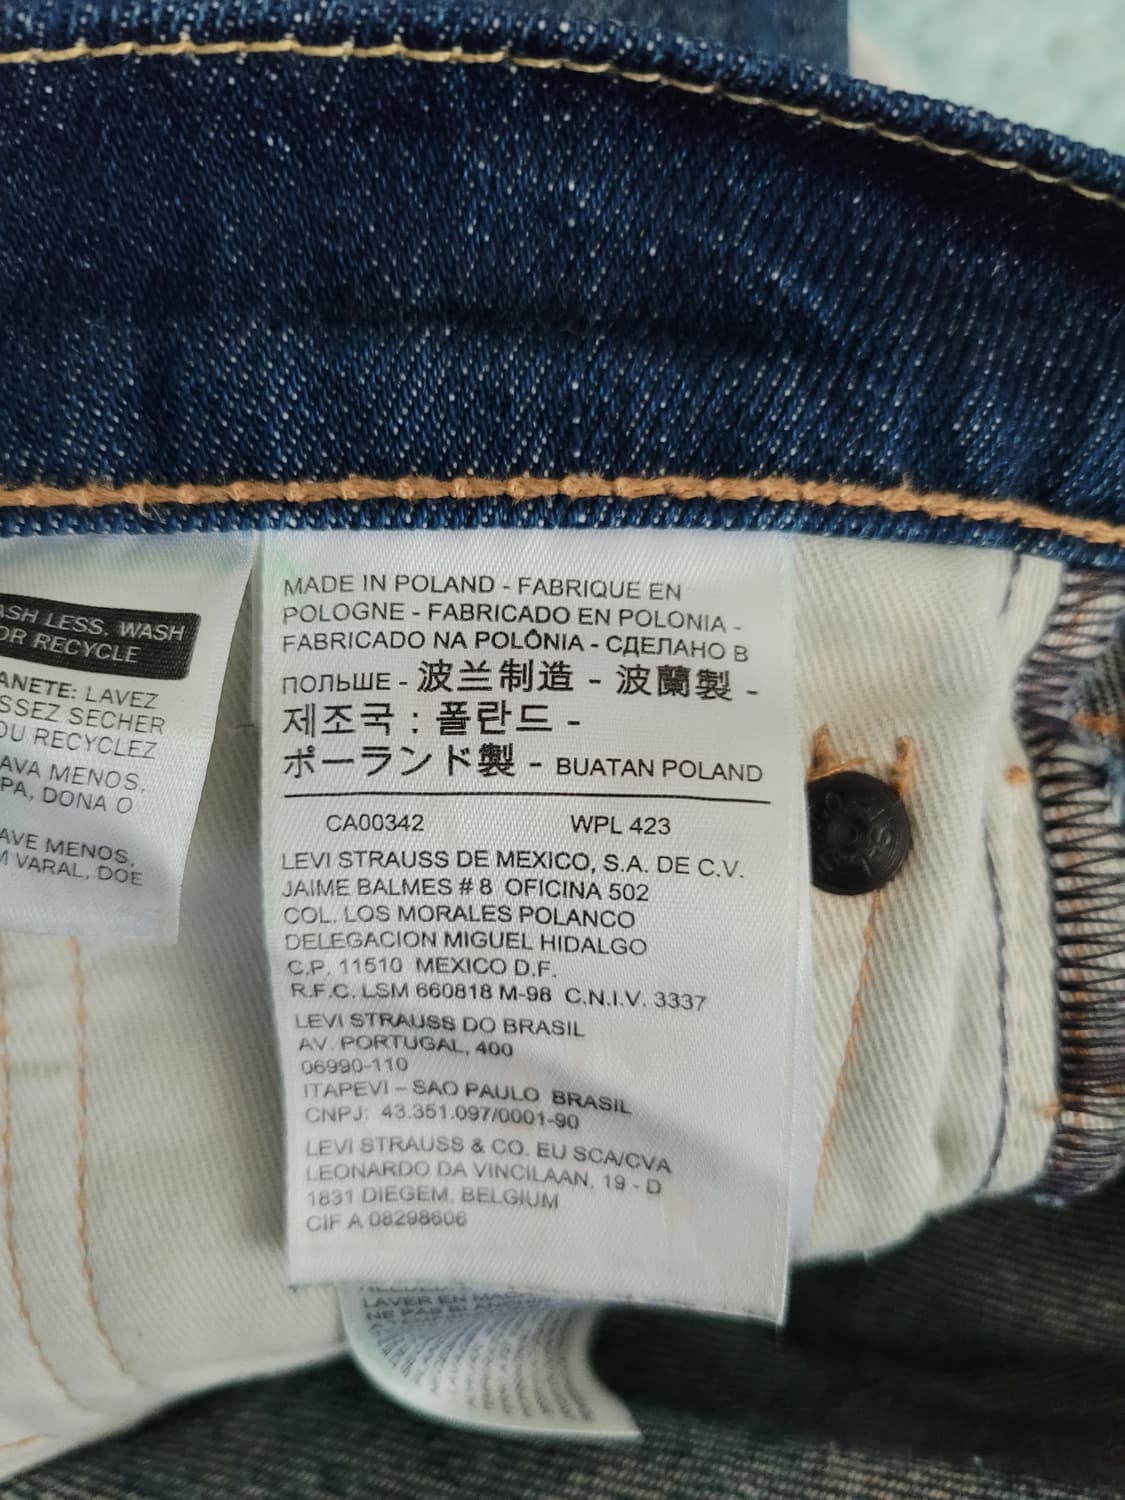 ASH LESS, WASH
OR RECYCLE
ANETE: LAVEZ
SSEZ SECHER
OU RECYCLEZ
AVA MENOS,
PA, DONA O
AVE MENOS,
M VARAL, DOE
MADE IN POLAND - FABRIQUE EN
POLOGNE - FABRICADO EN POLONIA -
FABRICADO NA POLÔNIA - СДЕЛАНО В
ПОЛЬШЕ - 波兰制造 - 波蘭製 -
제조국 : 폴란드 -
ポーランド製 - BUATAN POLAND
CA00342 WPL 423
LEVI STRAUSS DE MEXICO, S.A. DE C.V.
JAIME BALMES # 8 OFICINA 502
COL. LOS MORALES POLANCO
DELEGACION MIGUEL HIDALGO
C.P. 11510 MEXICO D.F.
R.F.C. LSM 660818 M-98 C.N.I.V. 3337
LEVI STRAUSS DO BRASIL
AV. PORTUGAL, 400
06990-110
ITAPEVI – SAO PAULO BRASIL
CNPJ: 43.351.097/0001-90
LEVI STRAUSS & CO. EU SCA/CVA
LEONARDO DA VINCILAAN, 19 - D
1831 DIEGEM, BELGIUM
CIF A 08298606
LAVER EN
NE PAS